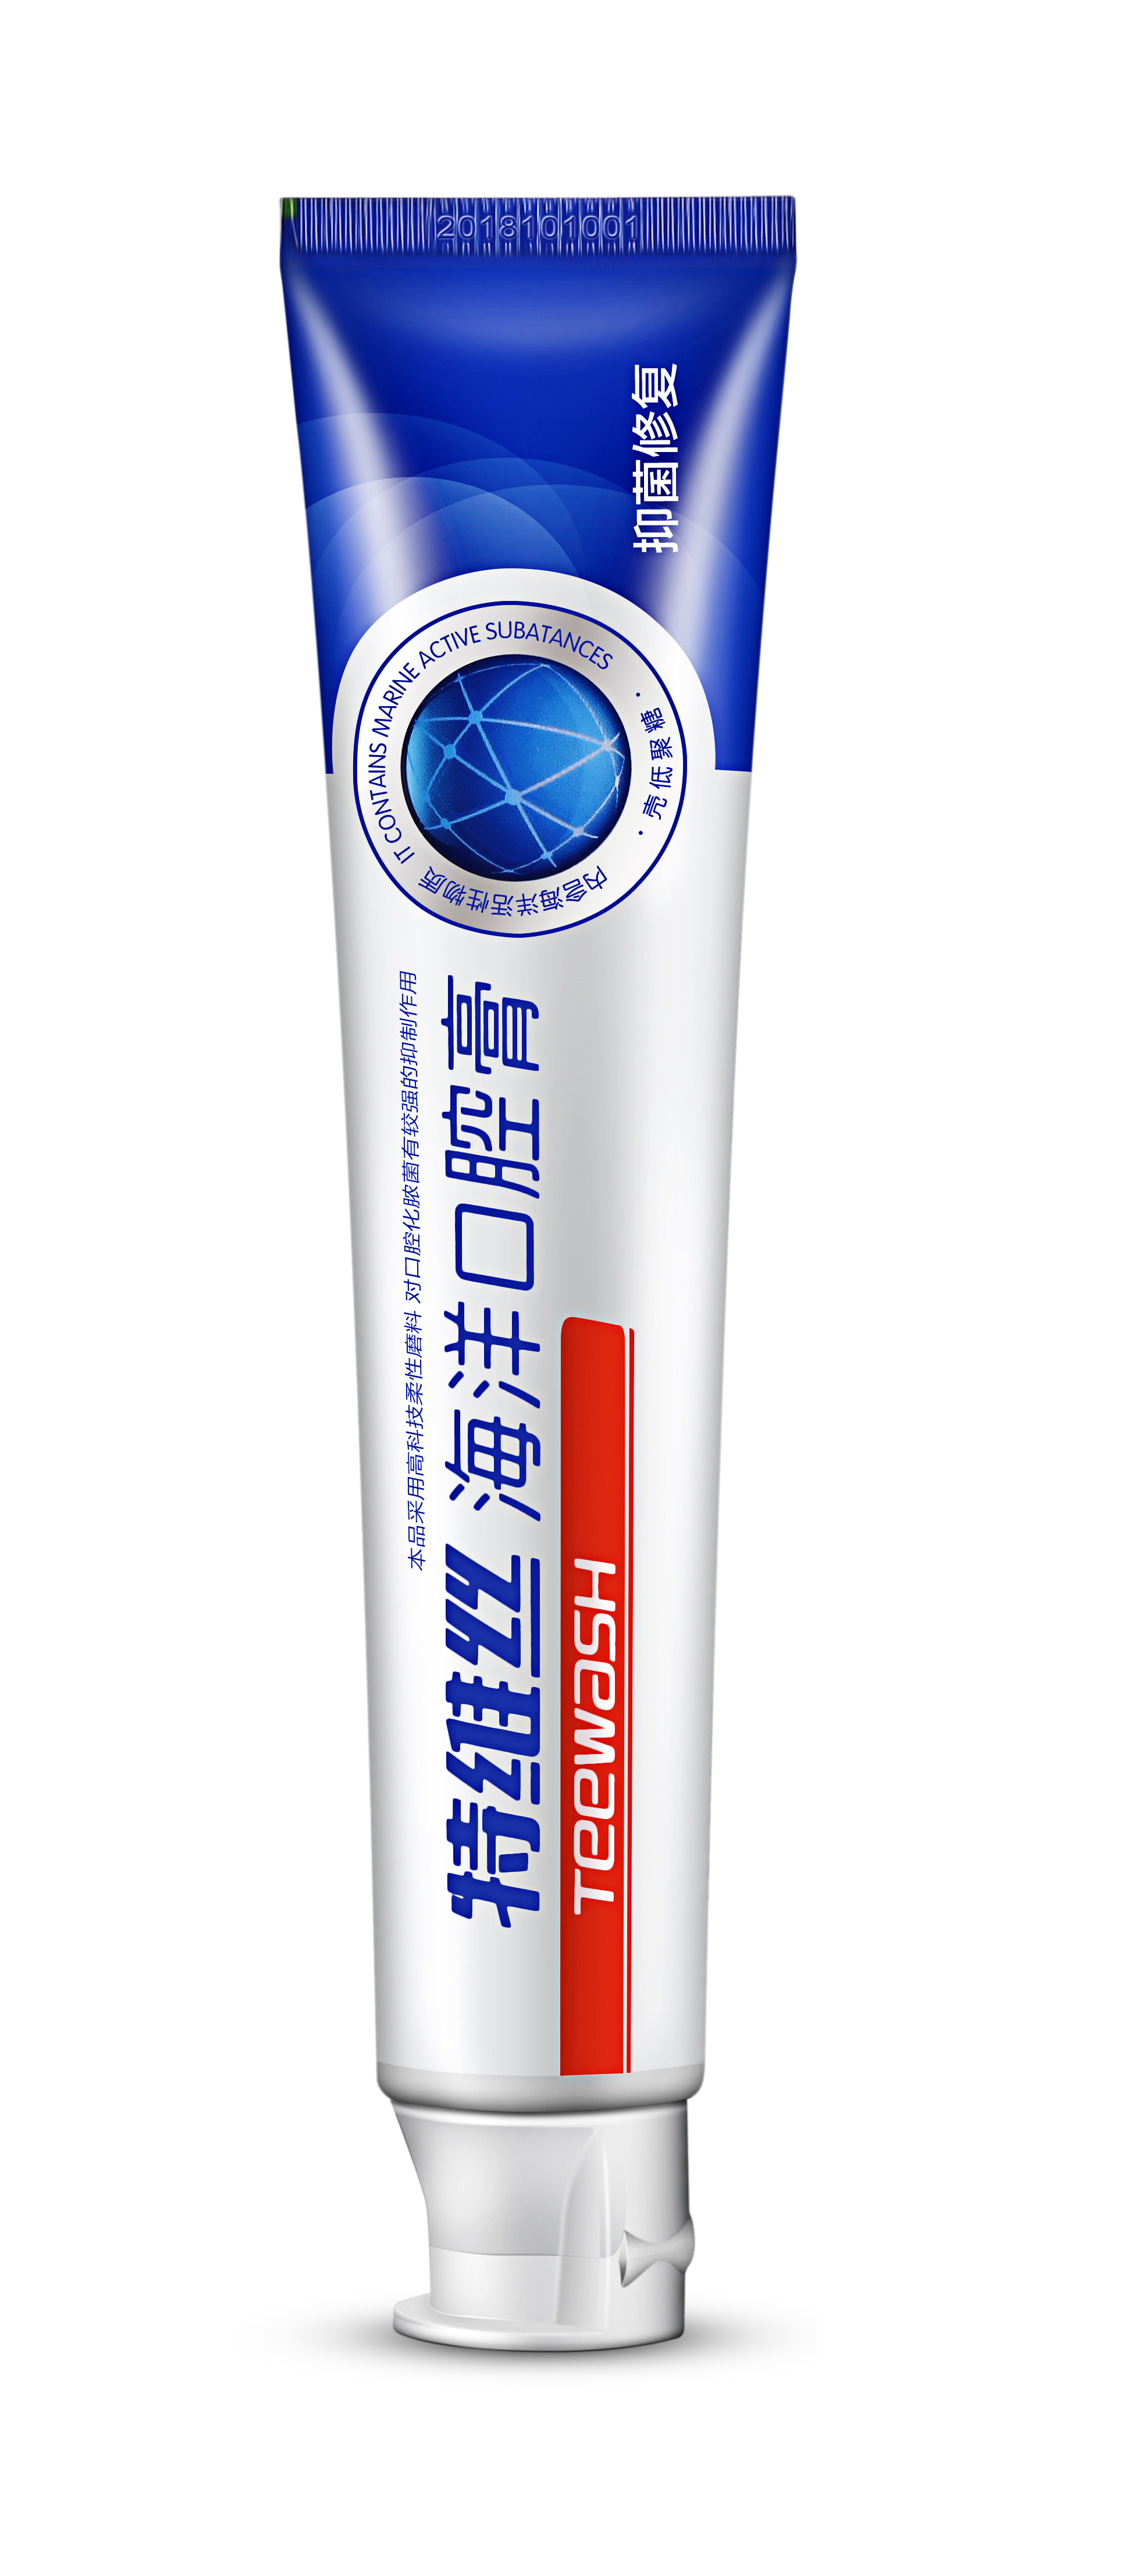 2018101001
抑菌修复
IT CONTAINS MARINE ACTIVE SUBATANCES
·壳低聚糖·
内含海洋活性物质
本品采用高科技柔性磨料 对口腔化脓菌有较强的抑制作用
特维丝 海洋口腔膏
Teewash